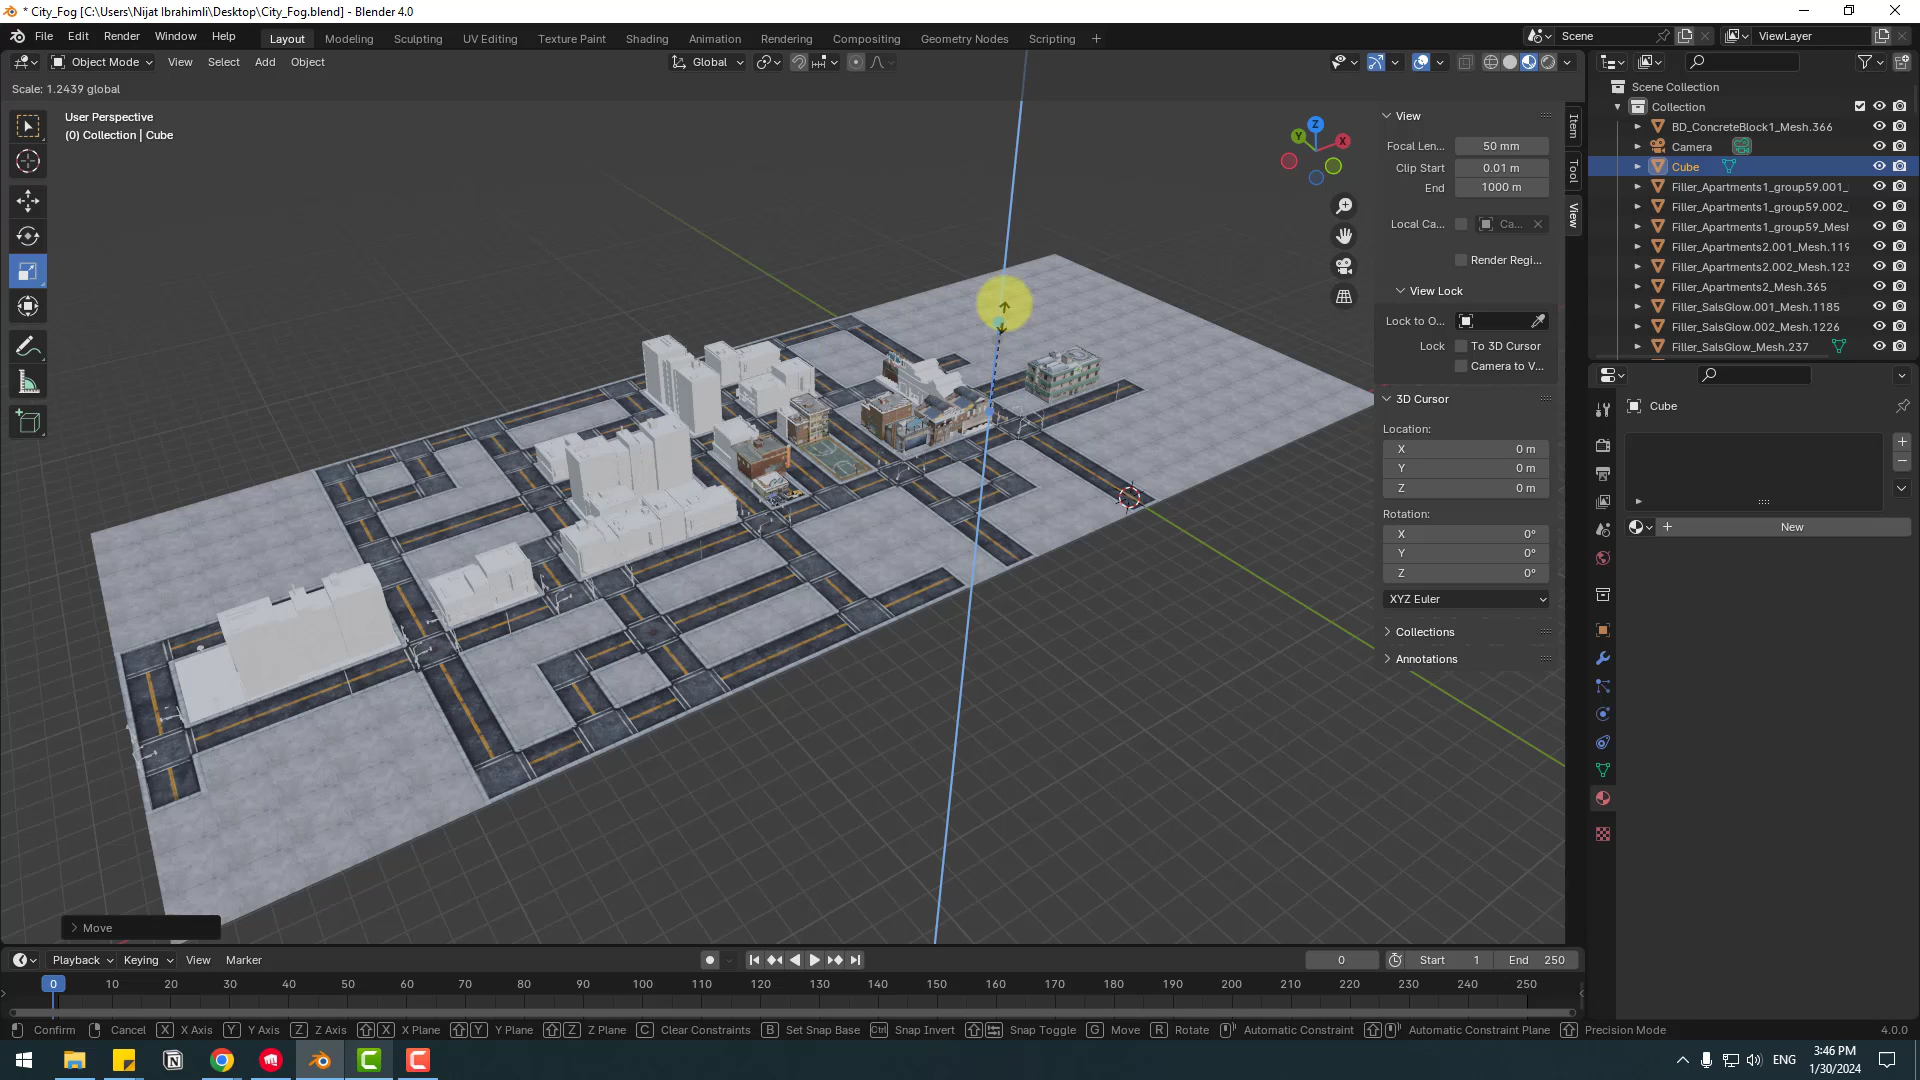 * City_Fog [C:\Users\Nijat Ibrahimli\Desktop\City_Fog.blend] - Blender 4.0
File Edit Render Window Help
Layout Modeling Sculpting UV Editing Texture Paint Shading Animation Rendering Compositing Geometry Nodes Scripting +
Scene
ViewLayer
Object Mode View Select Add Object
Global
Scale: 1.2439 global
User Perspective
(0) Collection | Cube
Z
Y
X
View
Focal Len... 50 mm
Clip Start 0.01 m
End 1000 m
Local Ca... Ca...
Render Regi...
View Lock
Lock to O...
Lock To 3D Cursor
Camera to V...
3D Cursor
Location:
X 0 m
Y 0 m
Z 0 m
Rotation:
X 0°
Y 0°
Z 0°
XYZ Euler
Collections
Annotations
Item
Tool
View
Scene Collection
Collection
BD_ConcreteBlock1_Mesh.366
Camera
Cube
Filler_Apartments1_group59.001_
Filler_Apartments1_group59.002_
Filler_Apartments1_group59_Mesh
Filler_Apartments2.001_Mesh.119
Filler_Apartments2.002_Mesh.123
Filler_Apartments2_Mesh.365
Filler_SalsGlow.001_Mesh.1185
Filler_SalsGlow.002_Mesh.1226
Filler_SalsGlow_Mesh.237
Cube
New
Move
Playback Keying View Marker
0 Start 1 End 250
0 10 20 30 40 50 60 70 80 90 100 110 120 130 140 150 160 170 180 190 200 210 220 230 240 250
Confirm Cancel X X Axis Y Y Axis Z Z Axis X X Plane Y Y Plane Z Z Plane C Clear Constraints B Set Snap Base Ctrl Snap Invert Snap Toggle G Move R Rotate Automatic Constraint Automatic Constraint Plane Precision Mode 4.0.0
ENG
3:46 PM
1/30/2024